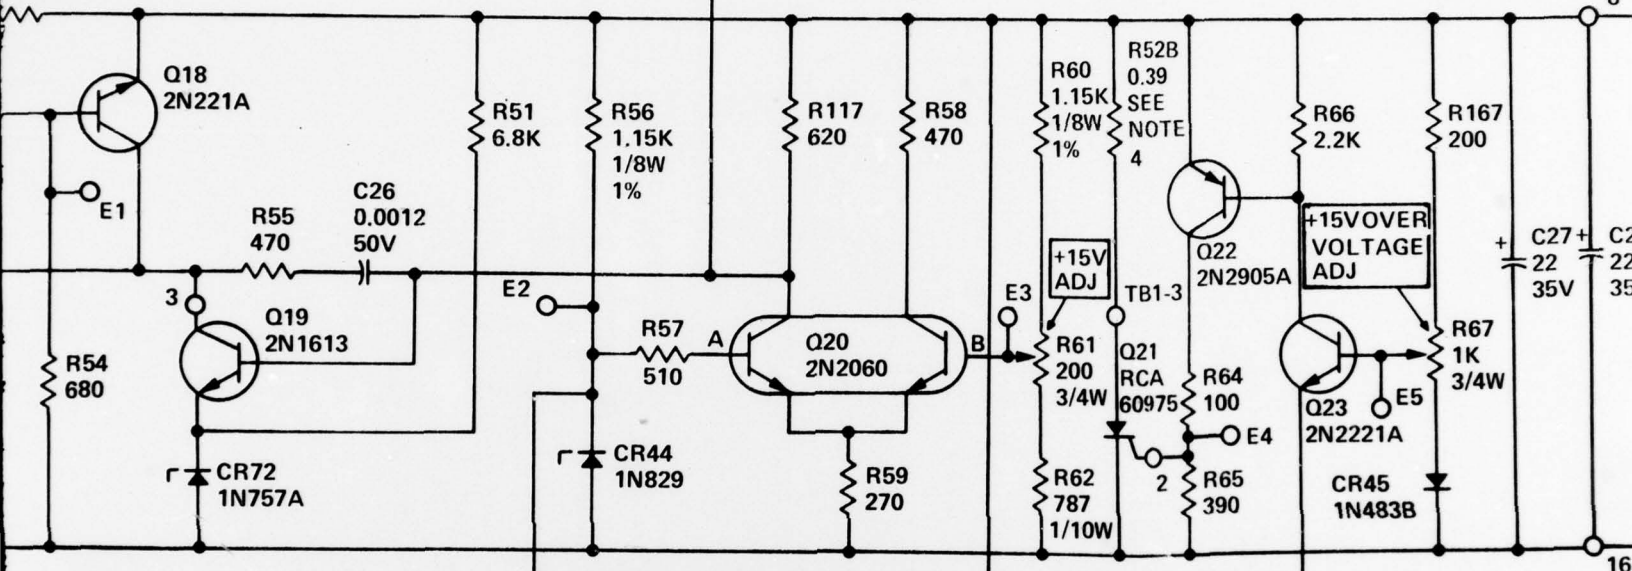 Q18
2N221A
E1
R54
680
R55
470
C26
0.0012
50V
3
Q19
2N1613
CR72
1N757A
R51
6.8K
R56
1.15K
1/8W
1%
E2
R57
510
A
CR44
1N829
R117
620
R58
470
Q20
2N2060
B
R59
270
E3
R60
1.15K
1/8W
1%
+15V
ADJ
R61
200
3/4W
R62
787
1/10W
R52B
0.39
SEE
NOTE
4
TB1-3
Q21
RCA
60975
2
Q22
2N2905A
R64
100
E4
R65
390
R66
2.2K
+15VOVER
VOLTAGE
ADJ
Q23
2N2221A
E5
R167
200
R67
1K
3/4W
CR45
1N483B
+
C27
22
35V
+
16